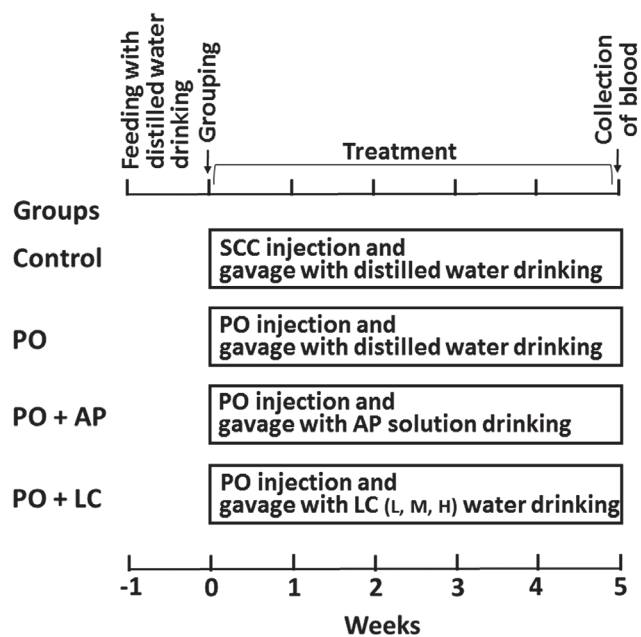 Feeding with
distilled water
drinking
Grouping
Collection
of blood
Treatment
Groups
Control
SCC injection and
gavage with distilled water drinking
PO
PO injection and
gavage with distilled water drinking
PO + AP
PO injection and
gavage with AP solution drinking
PO + LC
PO injection and
gavage with LC (L, M, H) water drinking
-1 0 1 2 3 4 5
Weeks